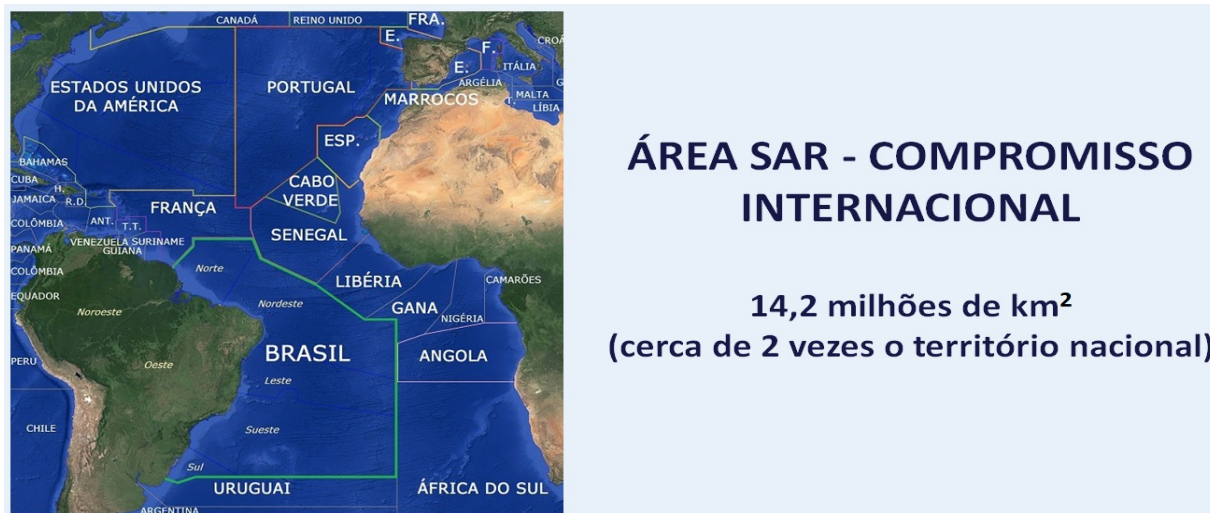 CANADÁ
REINO UNIDO
FRA.
E.
CROÁ
ESTADOS UNIDOS
DA AMÉRICA
PORTUGAL
F.
E.
ITÁLIA
ARGÉLIA
G
MARROCOS
T.
MALTA
LÍBIA
ESP.
BAHAMAS
CUBA
H.
JAMAICA
R.D.
CABO
VERDE
FRANÇA
COLÔMBIA
ANT.
T.T.
SENEGAL
PANAMÁ
VENEZUELA
SURINAME
GUIANA
COLÔMBIA
Norte
LIBÉRIA
CAMARÕES
EQUADOR
Noroeste
Nordeste
GANA
NIGÉRIA
BRASIL
ANGOLA
PERU
Oeste
Leste
CHILE
Sueste
Sul
URUGUAI
ÁFRICA DO SUL
ARGENTINA
ÁREA SAR - COMPROMISSO
INTERNACIONAL
14,2 milhões de km²
(cerca de 2 vezes o território nacional)